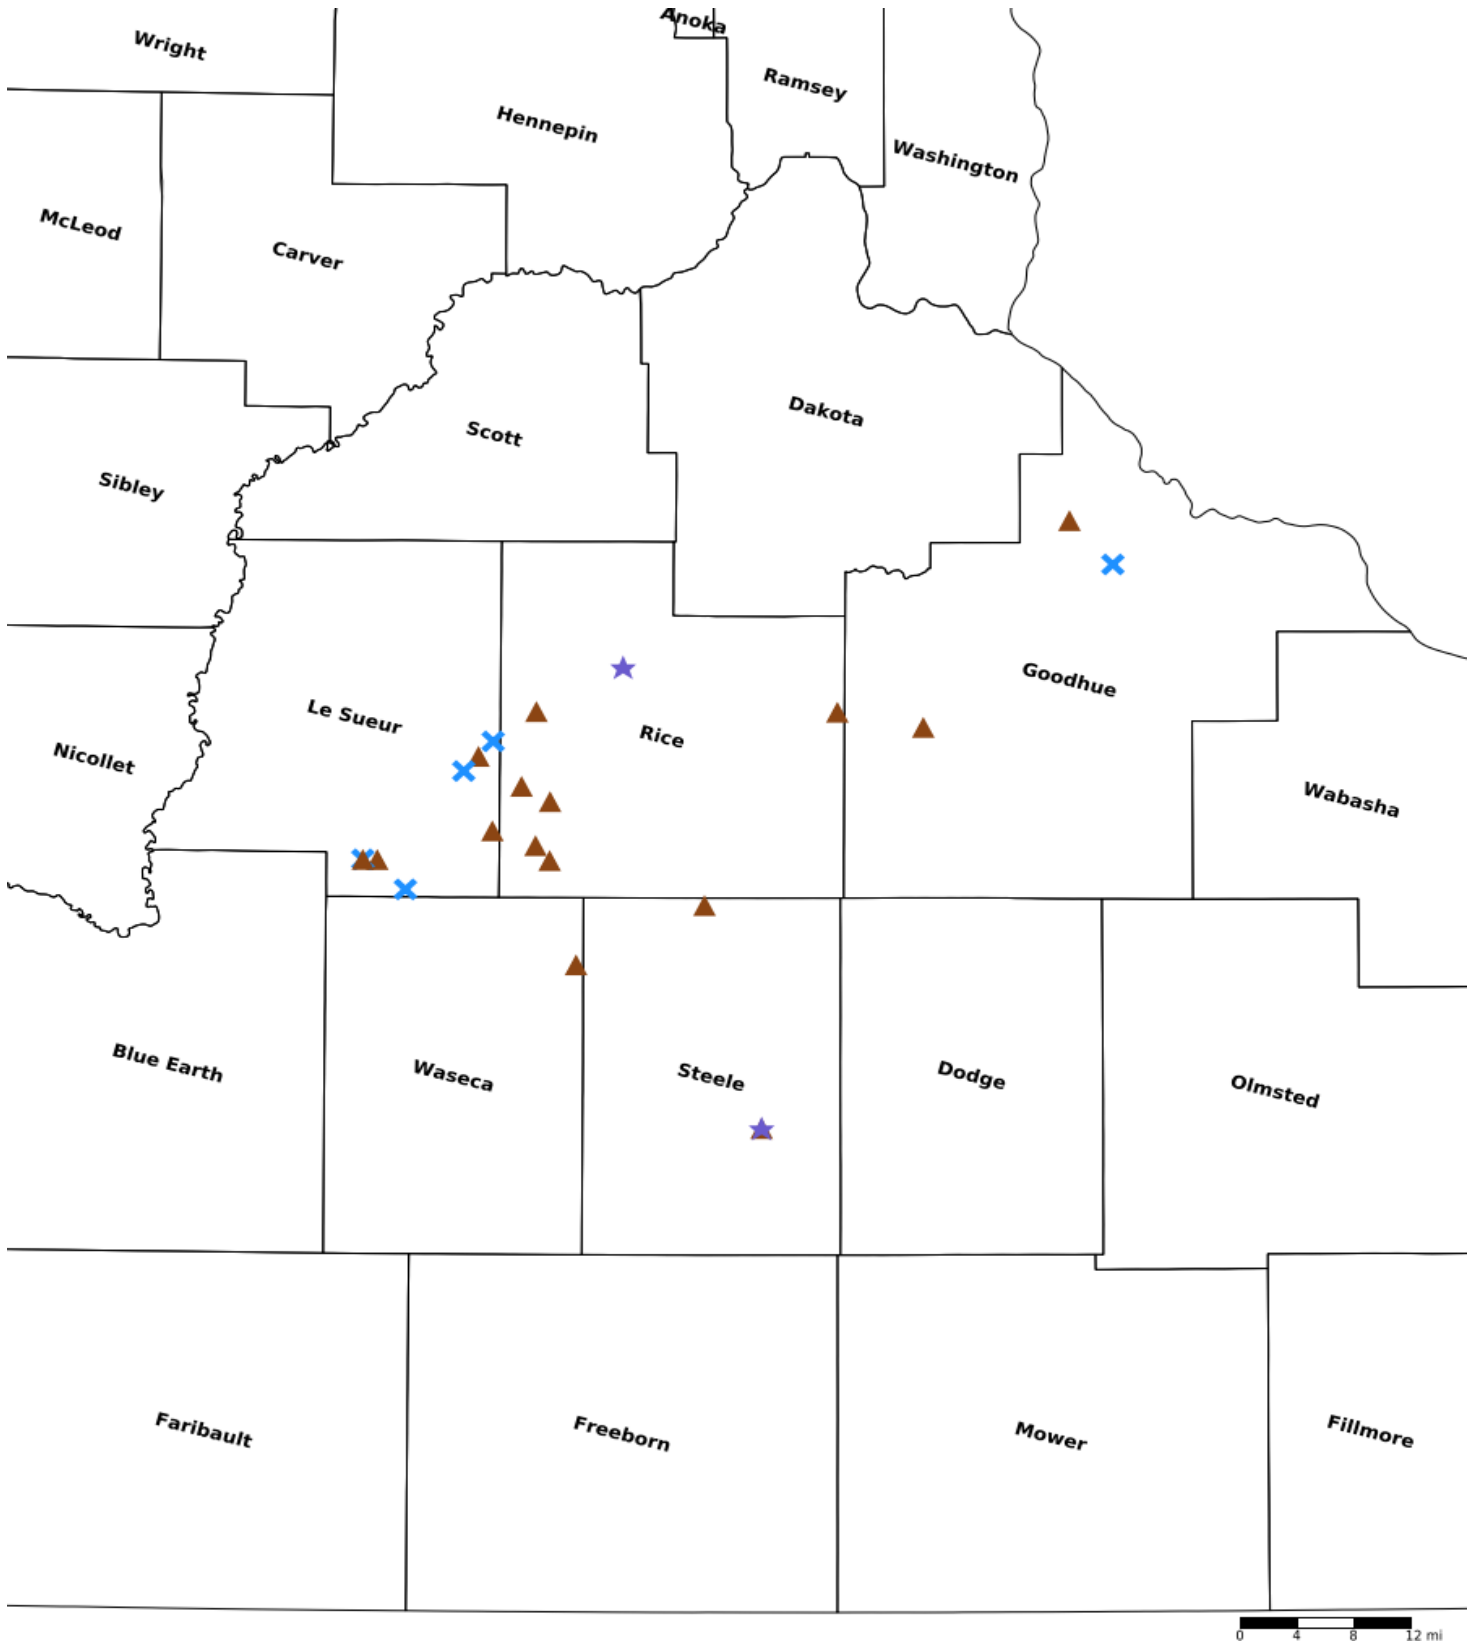 Anoka
Wright
Ramsey
Hennepin
Washington
McLeod
Carver
Dakota
Scott
Sibley
Goodhue
Le Sueur
Rice
Nicollet
Wabasha
Blue Earth
Waseca
Steele
Dodge
Olmsted
Faribault
Freeborn
Mower
Fillmore
0 4 8 12 mi